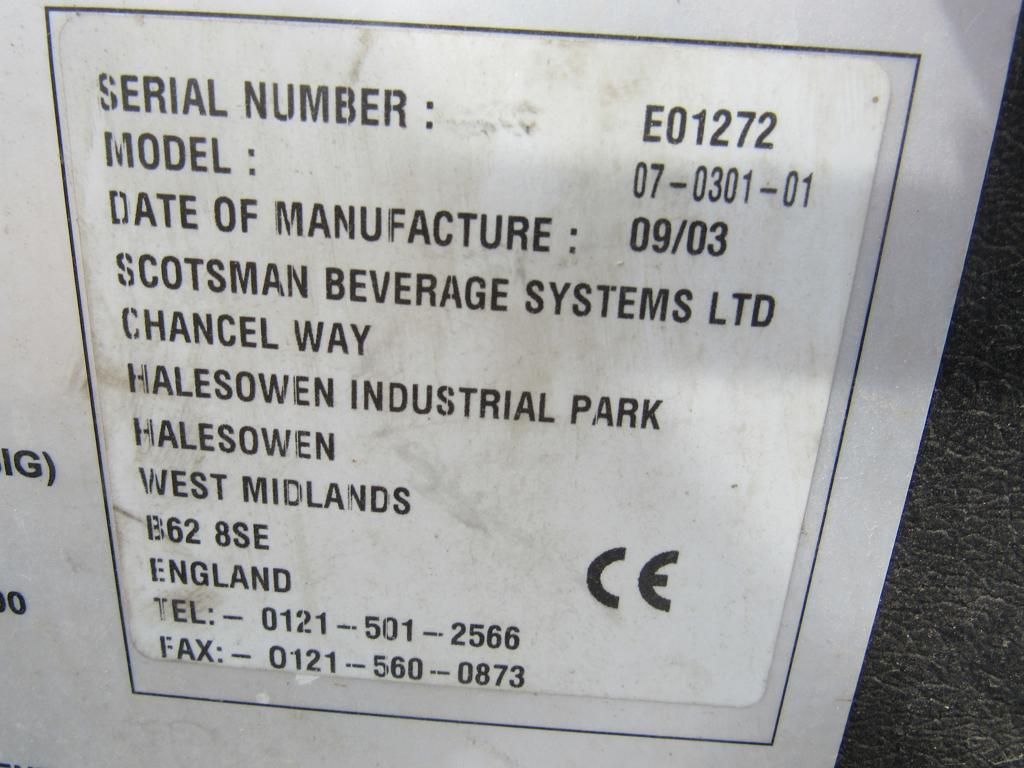 SERIAL NUMBER : E01272
MODEL : 07-0301-01
DATE OF MANUFACTURE : 09/03
SCOTSMAN BEVERAGE SYSTEMS LTD
CHANCEL WAY
HALESOWEN INDUSTRIAL PARK
HALESOWEN
WEST MIDLANDS
B62 8SE
ENGLAND
TEL:- 0121-501-2566
FAX:- 0121-560-0873
CE